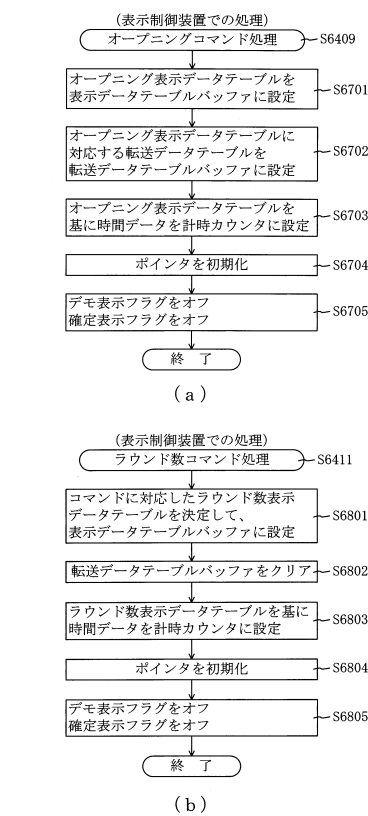 (表示制御装置での処理)
オープニングコマンド処理 S6409
オープニング表示データテーブルを
表示データテーブルバッファに設定 S6701
オープニング表示データテーブルに
対応する転送データテーブルを S6702
転送データテーブルバッファに設定
オープニング表示データテーブルを
基に時間データを計時カウンタに設定 S6703
ポインタを初期化 S6704
デモ表示フラグをオフ
確定表示フラグをオフ S6705
終 了
(a)
(表示制御装置での処理)
ラウンド数コマンド処理 S6411
コマンドに対応したラウンド数表示
データテーブルを決定して、 S6801
表示データテーブルバッファに設定
転送データテーブルバッファをクリア S6802
ラウンド数表示データテーブルを基に
時間データを計時カウンタに設定 S6803
ポインタを初期化 S6804
デモ表示フラグをオフ
確定表示フラグをオフ S6805
終 了
(b)